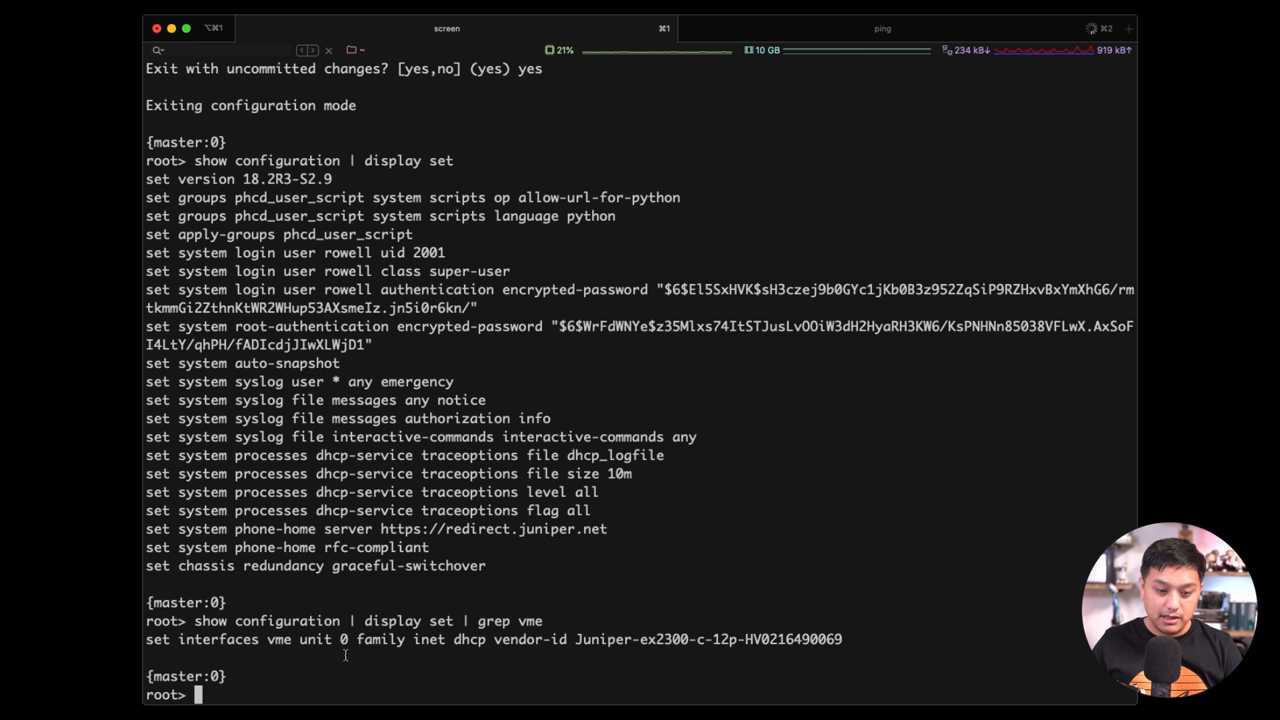 ⌥⌘1
screen
⌘1
ping
⌘2
21%
10 GB
234 kB↓
919 kB↑
Exit with uncommitted changes? [yes,no] (yes) yes
Exiting configuration mode
{master:0}
root> show configuration | display set
set version 18.2R3-S2.9
set groups phcd_user_script system scripts op allow-url-for-python
set groups phcd_user_script system scripts language python
set apply-groups phcd_user_script
set system login user rowell uid 2001
set system login user rowell class super-user
set system login user rowell authentication encrypted-password "$6$El5SxHVK$sH3czej9b0GYc1jKb0B3z952ZqSiP9RZHxvBxYmXhG6/rm
tkmmGi2ZthnKtWR2WHup53AXsmeIz.jn5i0r6kn/"
set system root-authentication encrypted-password "$6$WrFdWNYe$z35Mlxs74ItSTJusLvOOiW3dH2HyaRH3KW6/KsPNHNn85038VFLwX.AxSoF
I4LtY/qhPH/fADIcdjJIwXLWjD1"
set system auto-snapshot
set system syslog user * any emergency
set system syslog file messages any notice
set system syslog file messages authorization info
set system syslog file interactive-commands interactive-commands any
set system processes dhcp-service traceoptions file dhcp_logfile
set system processes dhcp-service traceoptions file size 10m
set system processes dhcp-service traceoptions level all
set system processes dhcp-service traceoptions flag all
set system phone-home server https://redirect.juniper.net
set system phone-home rfc-compliant
set chassis redundancy graceful-switchover
{master:0}
root> show configuration | display set | grep vme
set interfaces vme unit 0 family inet dhcp vendor-id Juniper-ex2300-c-12p-HV0216490069
{master:0}
root>